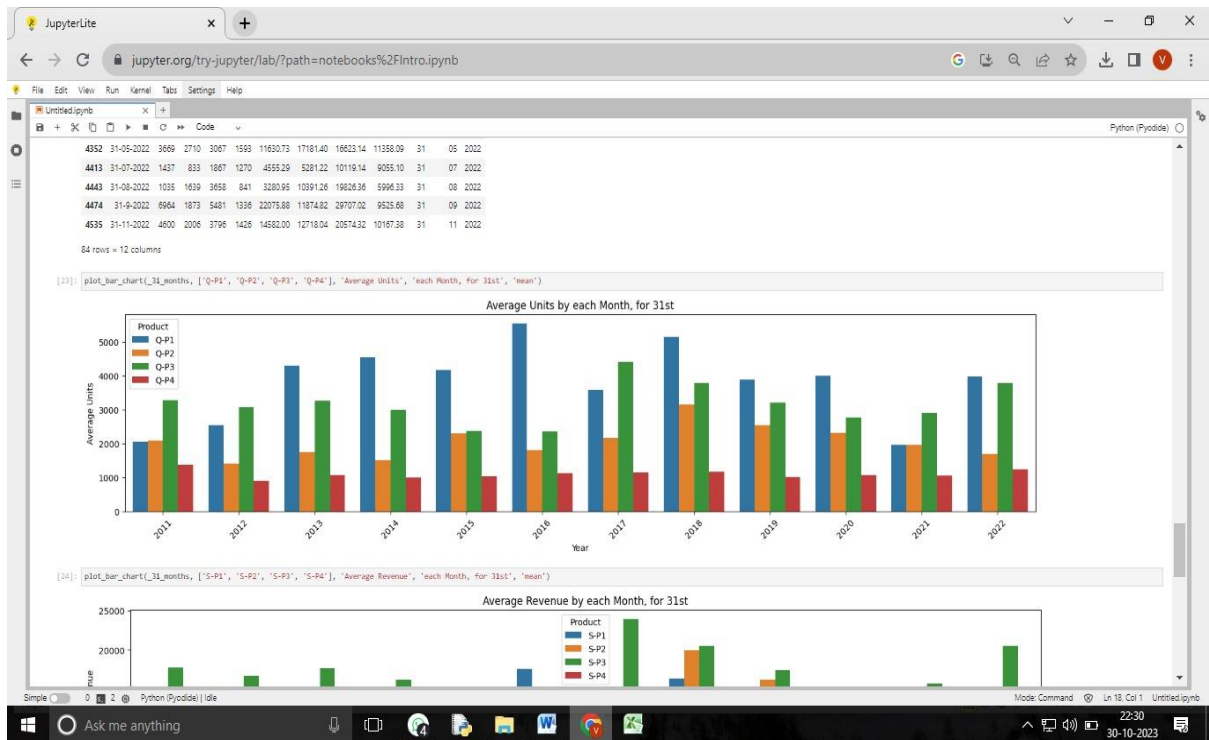 JupyterLite
jupyter.org/try-jupyter/lab/?path=notebooks%2FIntro.ipynb
V
File Edit View Run Kernel Tabs Settings Help
Untitled.ipynb
Code
Python (Pyodide)
4352 31-05-2022 3669 2710 3067 1593 11630.73 17181.40 16623.14 11358.09 31 05 2022
4413 31-07-2022 1437 833 1867 1270 4555.29 5281.22 10119.14 9055.10 31 07 2022
4443 31-08-2022 1035 1639 3658 841 3280.95 10391.26 19826.36 5996.33 31 08 2022
4474 31-9-2022 6964 1873 5481 1336 22075.88 11874.82 29707.02 9525.68 31 09 2022
4535 31-11-2022 4600 2006 3796 1426 14582.00 12718.04 20574.32 10167.38 31 11 2022
84 rows × 12 columns
[23]: plot_bar_chart(_31_months, ['Q-P1', 'Q-P2', 'Q-P3', 'Q-P4'], 'Average Units', 'each Month, for 31st', 'mean')
Average Units by each Month, for 31st
Product
Q-P1
Q-P2
Q-P3
Q-P4
5000
4000
3000
2000
1000
0
Average Units
2011 2012 2013 2014 2015 2016 2017 2018 2019 2020 2021 2022
Year
[24]: plot_bar_chart(_31_months, ['S-P1', 'S-P2', 'S-P3', 'S-P4'], 'Average Revenue', 'each Month, for 31st', 'mean')
Average Revenue by each Month, for 31st
25000
20000
Product
S-P1
S-P2
S-P3
S-P4
Simple 0 2 Python (Pyodide) | Idle
Mode: Command Ln 18, Col 1 Untitled.ipynb
Ask me anything
22:30
30-10-2023